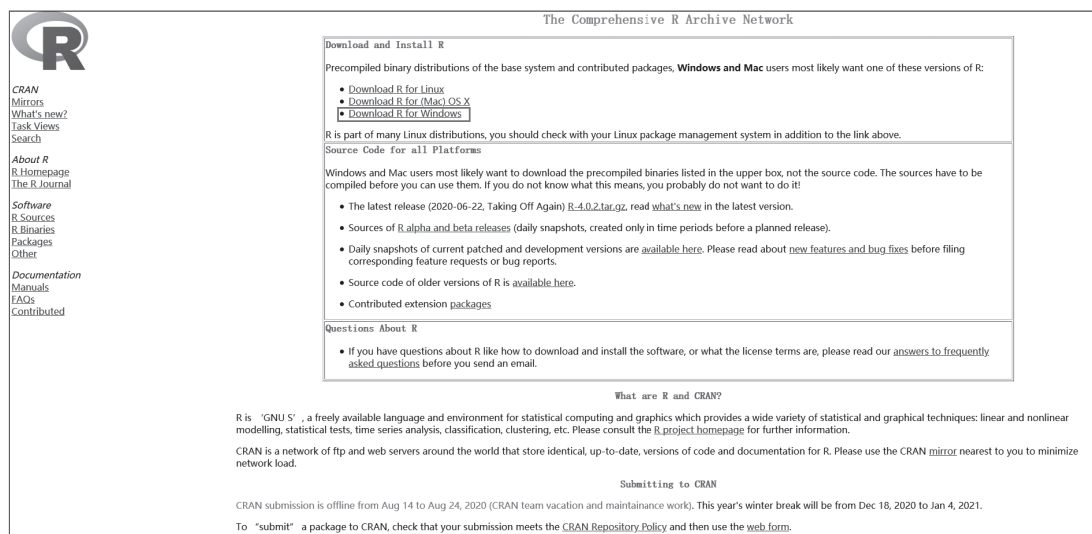 R
CRAN
Mirrors
What's new?
Task Views
Search
About R
R Homepage
The R Journal
Software
R Sources
R Binaries
Packages
Other
Documentation
Manuals
FAQs
Contributed
The Comprehensive R Archive Network
Download and Install R
Precompiled binary distributions of the base system and contributed packages, Windows and Mac users most likely want one of these versions of R:
• Download R for Linux
• Download R for (Mac) OS X
• Download R for Windows
R is part of many Linux distributions, you should check with your Linux package management system in addition to the link above.
Source Code for all Platforms
Windows and Mac users most likely want to download the precompiled binaries listed in the upper box, not the source code. The sources have to be
compiled before you can use them. If you do not know what this means, you probably do not want to do it!
• The latest release (2020-06-22, Taking Off Again) R-4.0.2.tar.gz, read what's new in the latest version.
• Sources of R alpha and beta releases (daily snapshots, created only in time periods before a planned release).
• Daily snapshots of current patched and development versions are available here. Please read about new features and bug fixes before filing
corresponding feature requests or bug reports.
• Source code of older versions of R is available here.
• Contributed extension packages
Questions About R
• If you have questions about R like how to download and install the software, or what the license terms are, please read our answers to frequently
asked questions before you send an email.
What are R and CRAN?
R is 'GNU S', a freely available language and environment for statistical computing and graphics which provides a wide variety of statistical and graphical techniques: linear and nonlinear
modelling, statistical tests, time series analysis, classification, clustering, etc. Please consult the R project homepage for further information.
CRAN is a network of ftp and web servers around the world that store identical, up-to-date, versions of code and documentation for R. Please use the CRAN mirror nearest to you to minimize
network load.
Submitting to CRAN
CRAN submission is offline from Aug 14 to Aug 24, 2020 (CRAN team vacation and maintainance work). This year's winter break will be from Dec 18, 2020 to Jan 4, 2021.
To "submit" a package to CRAN, check that your submission meets the CRAN Repository Policy and then use the web form.